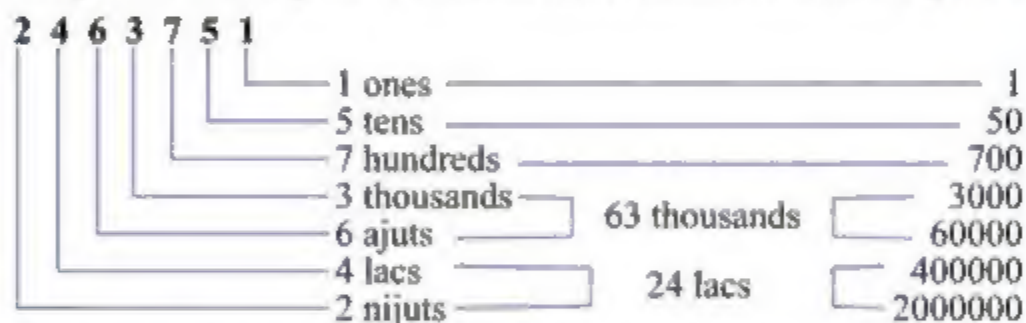 2 4 6 3 7 5 1
1 ones 1
5 tens 50
7 hundreds 700
3 thousands 3000
63 thousands
6 ajuts 60000
4 lacs 400000
24 lacs
2 nijuts 2000000